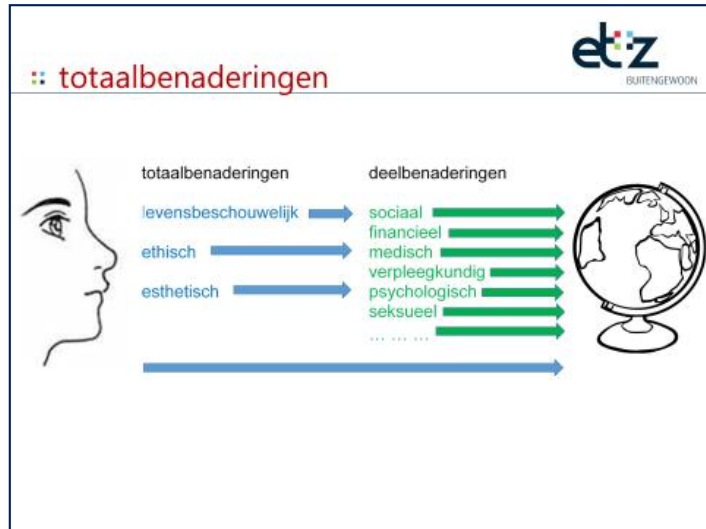 totaalbenaderingen
etz
BUITENGEWOON
totaalbenaderingen
deelbenaderingen
levensbeschouwelijk
ethisch
esthetisch
sociaal
financieel
medisch
verpleegkundig
psychologisch
seksueel
... ... ...